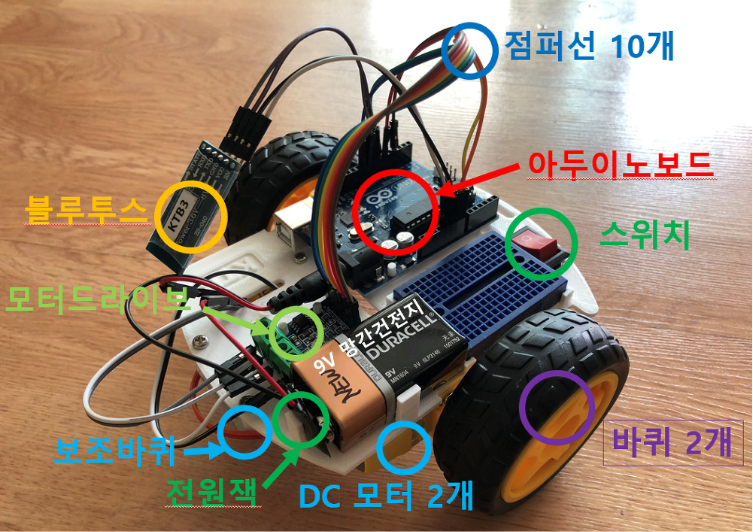 점퍼선 10개
아두이노보드
블루투스
KTB3
스위치
모터드라이브
9V 망간건전지
DURACELL
9V
NEW
보조바퀴
바퀴 2개
전원잭
DC 모터 2개